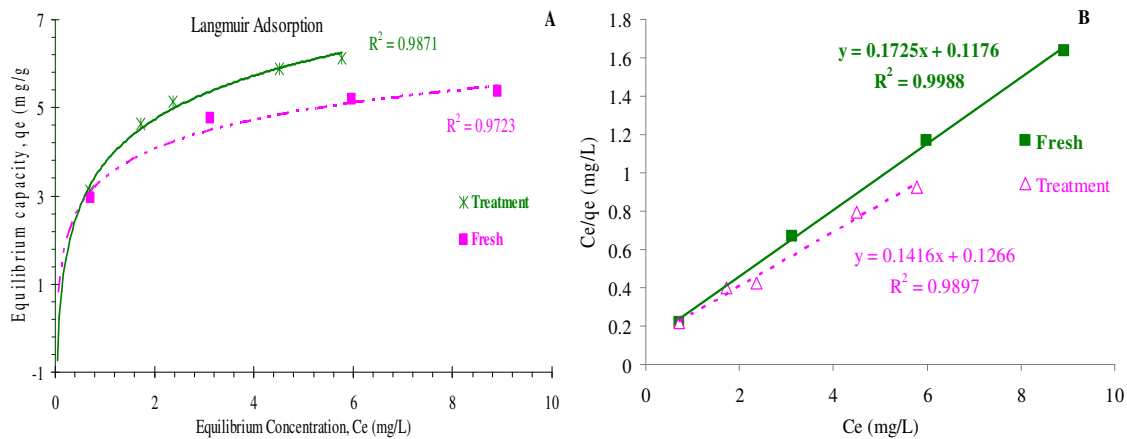 A
Langmuir Adsorption
R² = 0.9871
R² = 0.9723
Treatment
Fresh
Equilibrium capacity, qe (mg/g)
7
5
3
1
-1
0
2
4
6
8
10
Equilibrium Concentration, Ce (mg/L)
B
y = 0.1725x + 0.1176
R² = 0.9988
Fresh
Treatment
y = 0.1416x + 0.1266
R² = 0.9897
Ce/qe (mg/L)
1.8
1.6
1.4
1.2
1
0.8
0.6
0.4
0.2
0
0
2
4
6
8
10
Ce (mg/L)